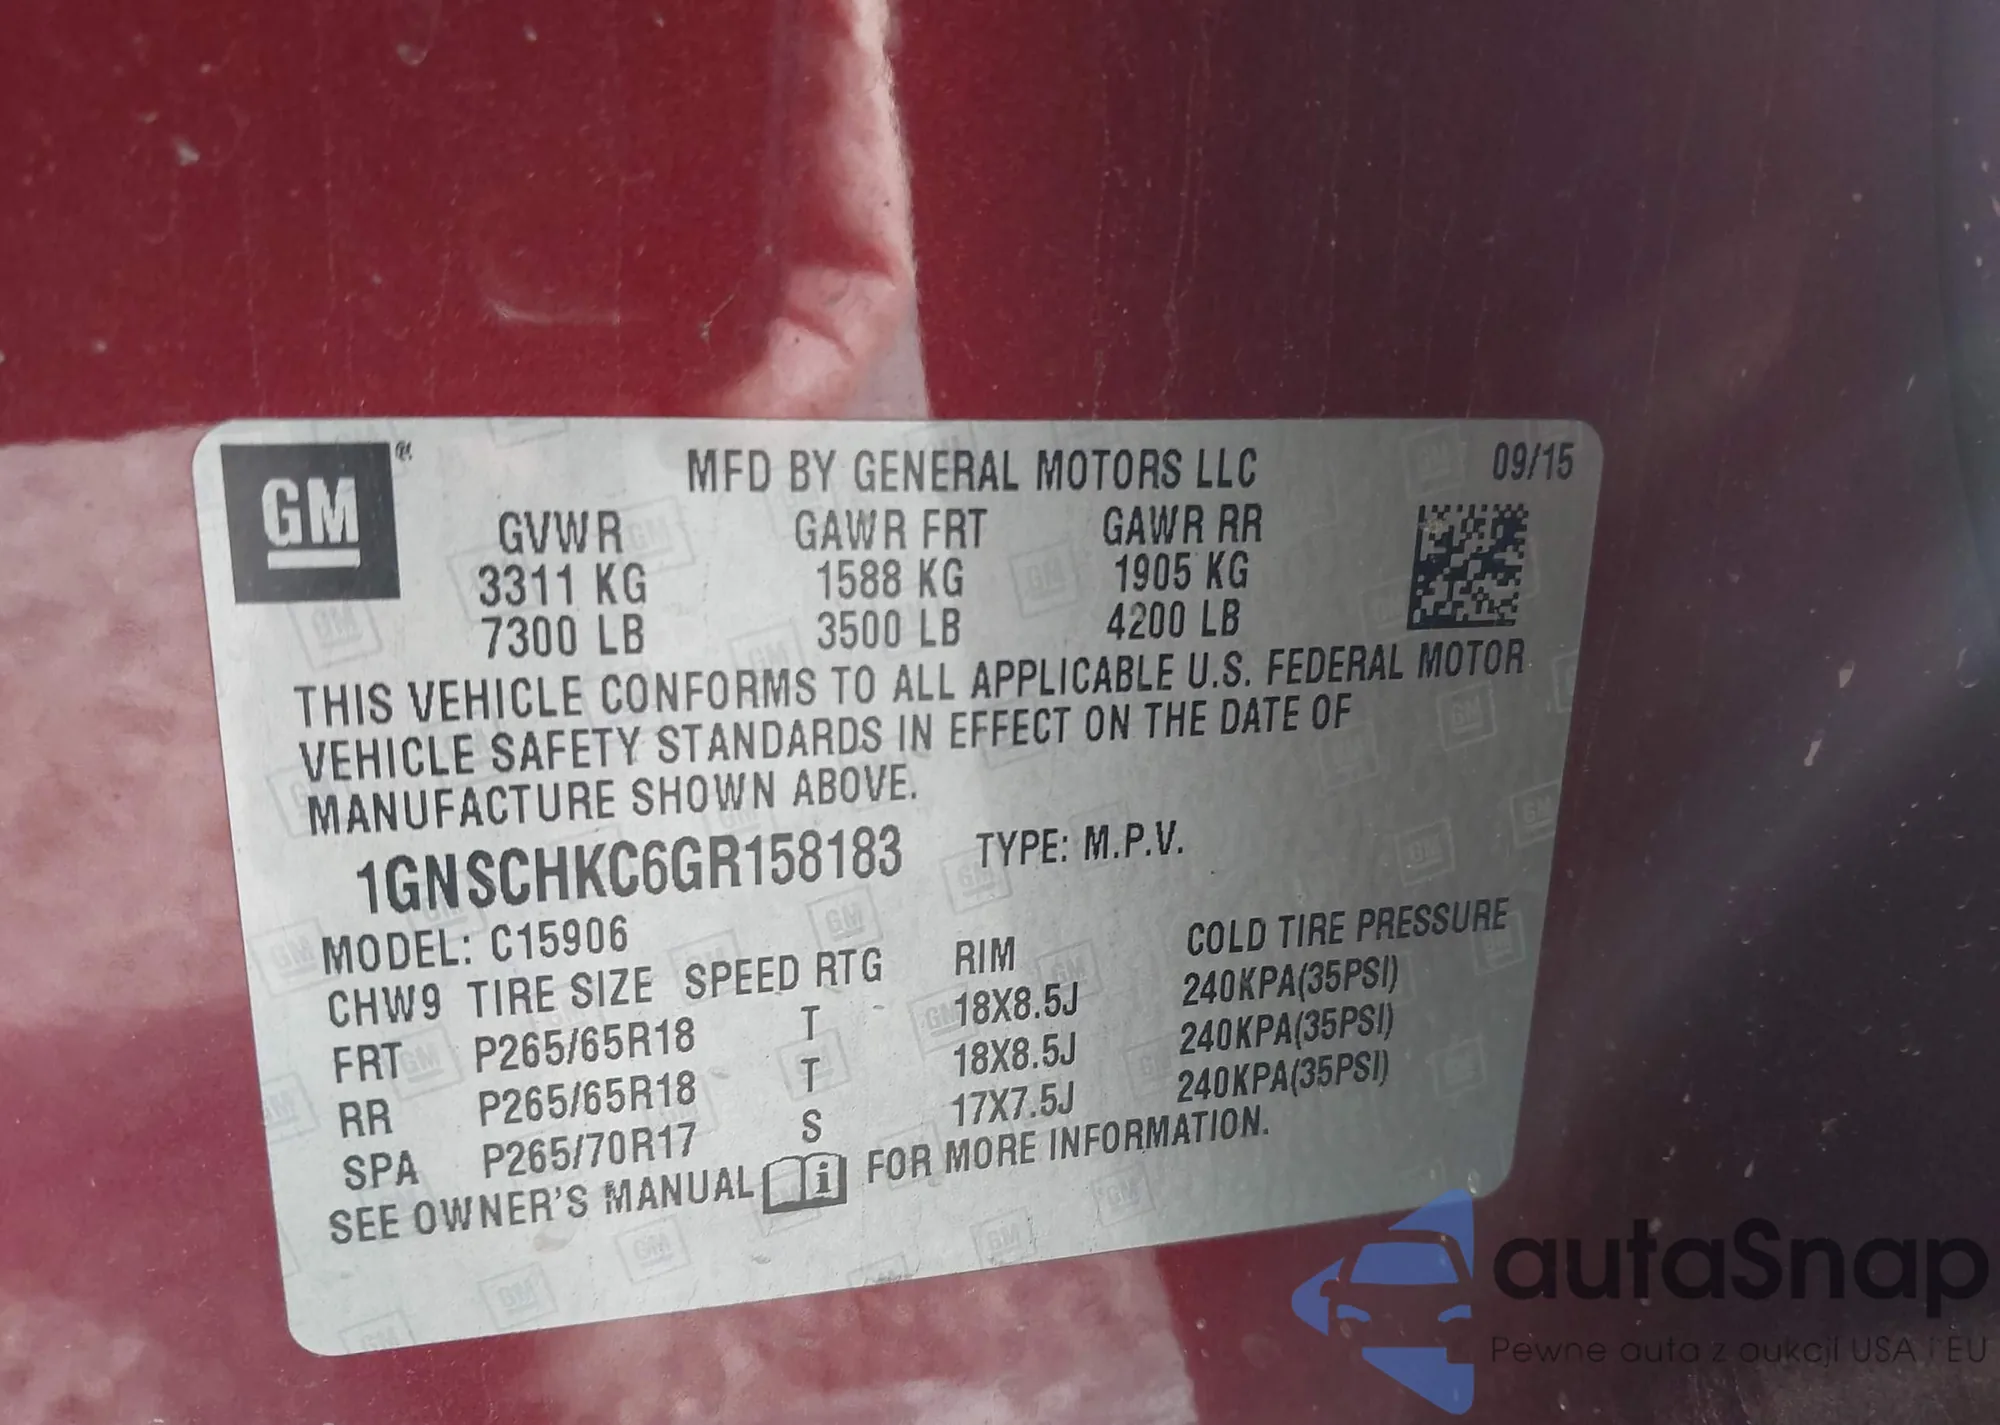 GM
MFD BY GENERAL MOTORS LLC 09/15
GVWR GAWR FRT GAWR RR
3311 KG 1588 KG 1905 KG
7300 LB 3500 LB 4200 LB
THIS VEHICLE CONFORMS TO ALL APPLICABLE U.S. FEDERAL MOTOR
VEHICLE SAFETY STANDARDS IN EFFECT ON THE DATE OF
MANUFACTURE SHOWN ABOVE.
1GNSCHKC6GR158183 TYPE: M.P.V.
MODEL: C15906
CHW9 TIRE SIZE SPEED RTG RIM COLD TIRE PRESSURE
FRT P265/65R18 T 18X8.5J 240KPA(35PSI)
RR P265/65R18 T 18X8.5J 240KPA(35PSI)
SPA P265/70R17 S 17X7.5J 240KPA(35PSI)
SEE OWNER'S MANUAL FOR MORE INFORMATION.
autaSnap
Pewne auta z aukcji USA i EU